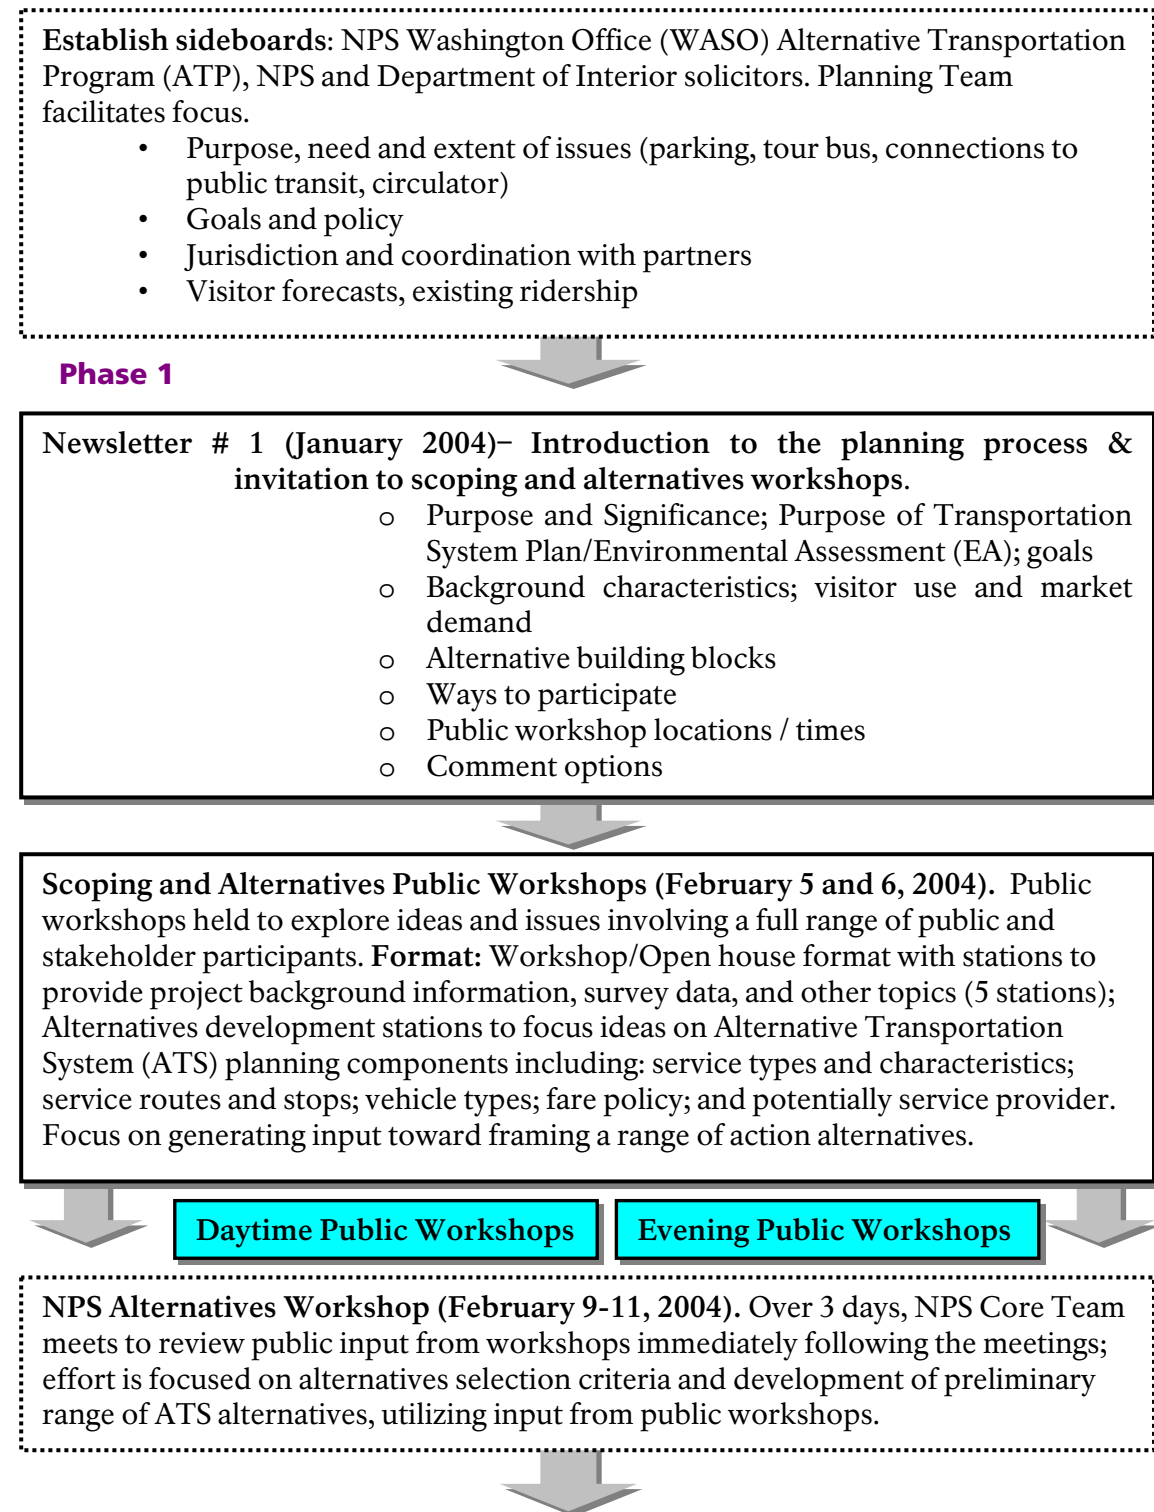 Establish sideboards: NPS Washington Office (WASO) Alternative Transportation
Program (ATP), NPS and Department of Interior solicitors. Planning Team
facilitates focus.
• Purpose, need and extent of issues (parking, tour bus, connections to
public transit, circulator)
• Goals and policy
• Jurisdiction and coordination with partners
• Visitor forecasts, existing ridership
Phase 1
Newsletter # 1 (January 2004)– Introduction to the planning process &
invitation to scoping and alternatives workshops.
o Purpose and Significance; Purpose of Transportation
System Plan/Environmental Assessment (EA); goals
o Background characteristics; visitor use and market
demand
o Alternative building blocks
o Ways to participate
o Public workshop locations / times
o Comment options
Scoping and Alternatives Public Workshops (February 5 and 6, 2004). Public
workshops held to explore ideas and issues involving a full range of public and
stakeholder participants. Format: Workshop/Open house format with stations to
provide project background information, survey data, and other topics (5 stations);
Alternatives development stations to focus ideas on Alternative Transportation
System (ATS) planning components including: service types and characteristics;
service routes and stops; vehicle types; fare policy; and potentially service provider.
Focus on generating input toward framing a range of action alternatives.
Daytime Public Workshops
Evening Public Workshops
NPS Alternatives Workshop (February 9-11, 2004). Over 3 days, NPS Core Team
meets to review public input from workshops immediately following the meetings;
effort is focused on alternatives selection criteria and development of preliminary
range of ATS alternatives, utilizing input from public workshops.